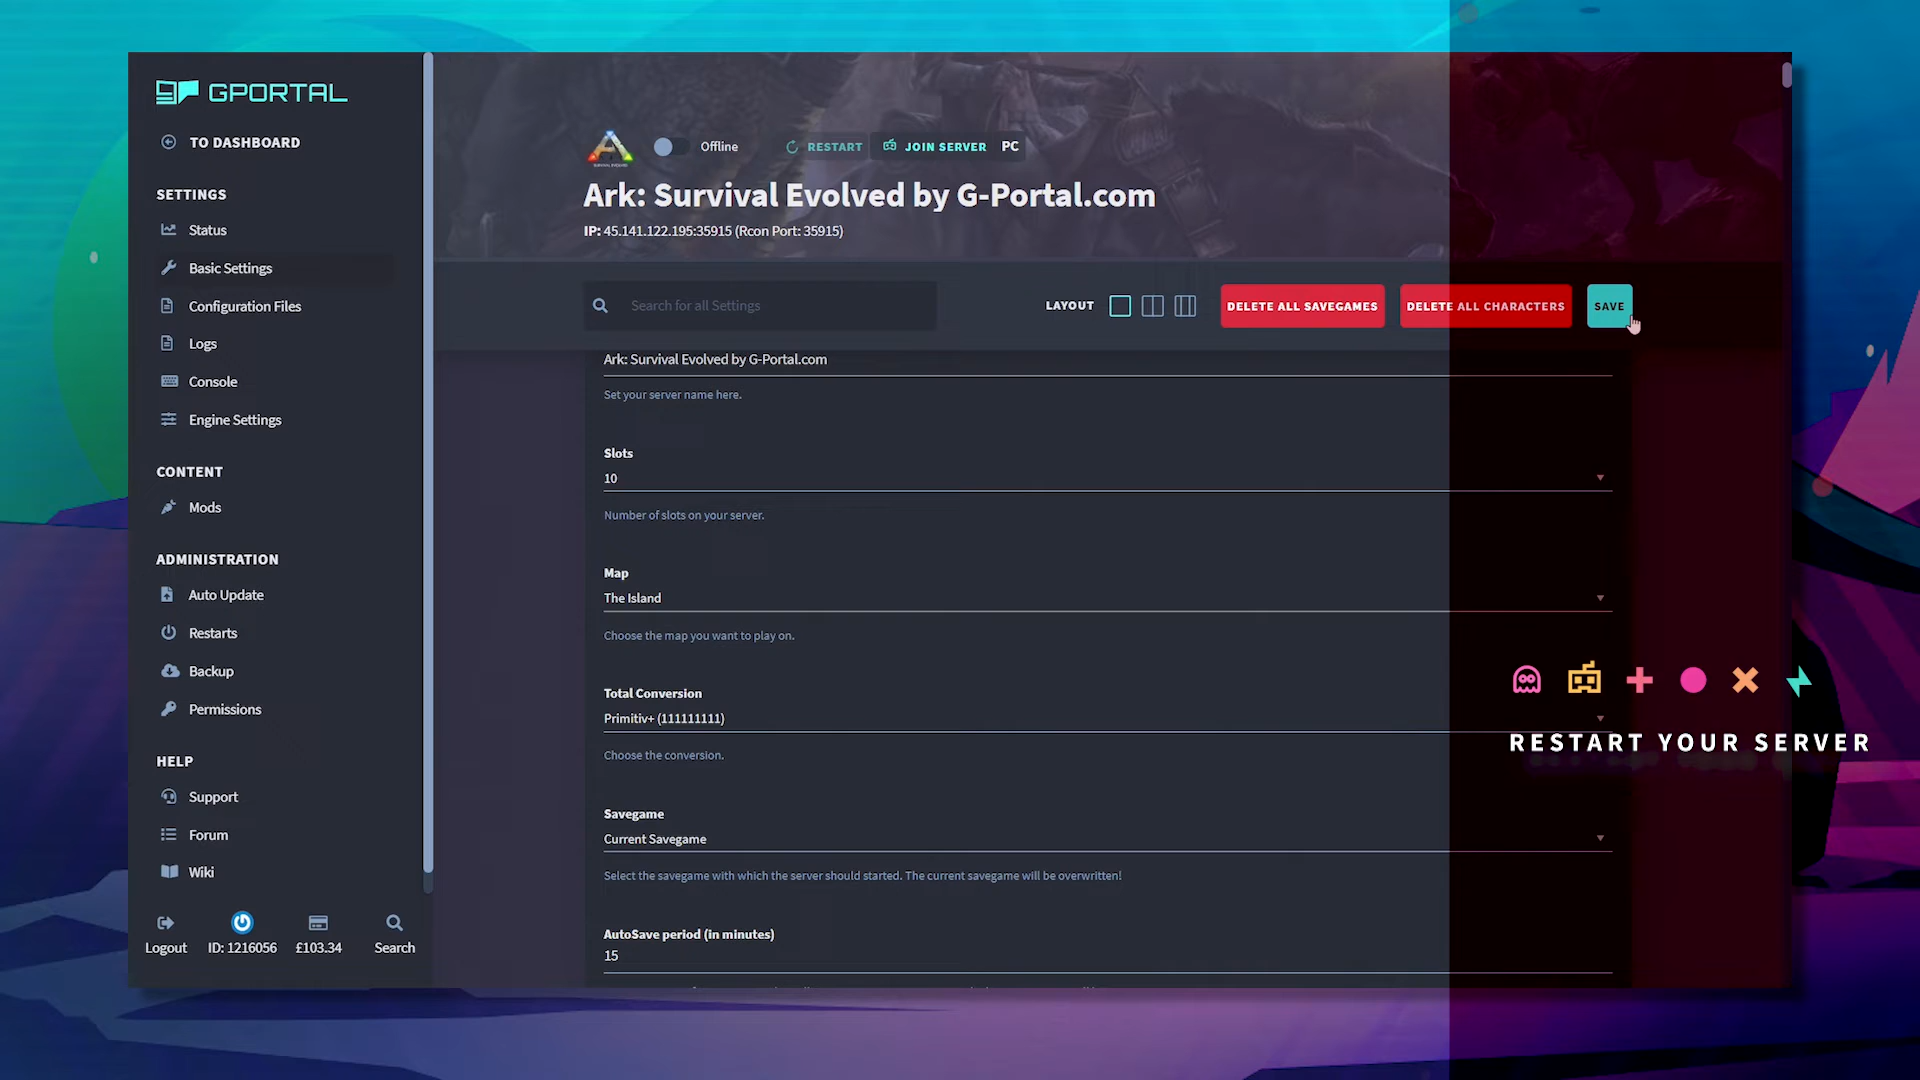 GPORTAL
TO DASHBOARD
SETTINGS
Status
Basic Settings
Configuration Files
Logs
Console
Engine Settings
CONTENT
Mods
ADMINISTRATION
Auto Update
Restarts
Backup
Permissions
HELP
Support
Forum
Wiki
Logout
ID: 1216056
£103.34
Search
Offline
RESTART
JOIN SERVER
PC
Ark: Survival Evolved by G-Portal.com
IP: 45.141.122.195:35915 (Rcon Port: 35915)
Search for all Settings
LAYOUT
DELETE ALL SAVEGAMES
DELETE ALL CHARACTERS
SAVE
Ark: Survival Evolved by G-Portal.com
Set your server name here.
Slots
10
Number of slots on your server.
Map
The Island
Choose the map you want to play on.
Total Conversion
Primitiv+ (111111111)
Choose the conversion.
Savegame
Current Savegame
Select the savegame with which the server should started. The current savegame will be overwritten!
AutoSave period (in minutes)
15
RESTART YOUR SERVER